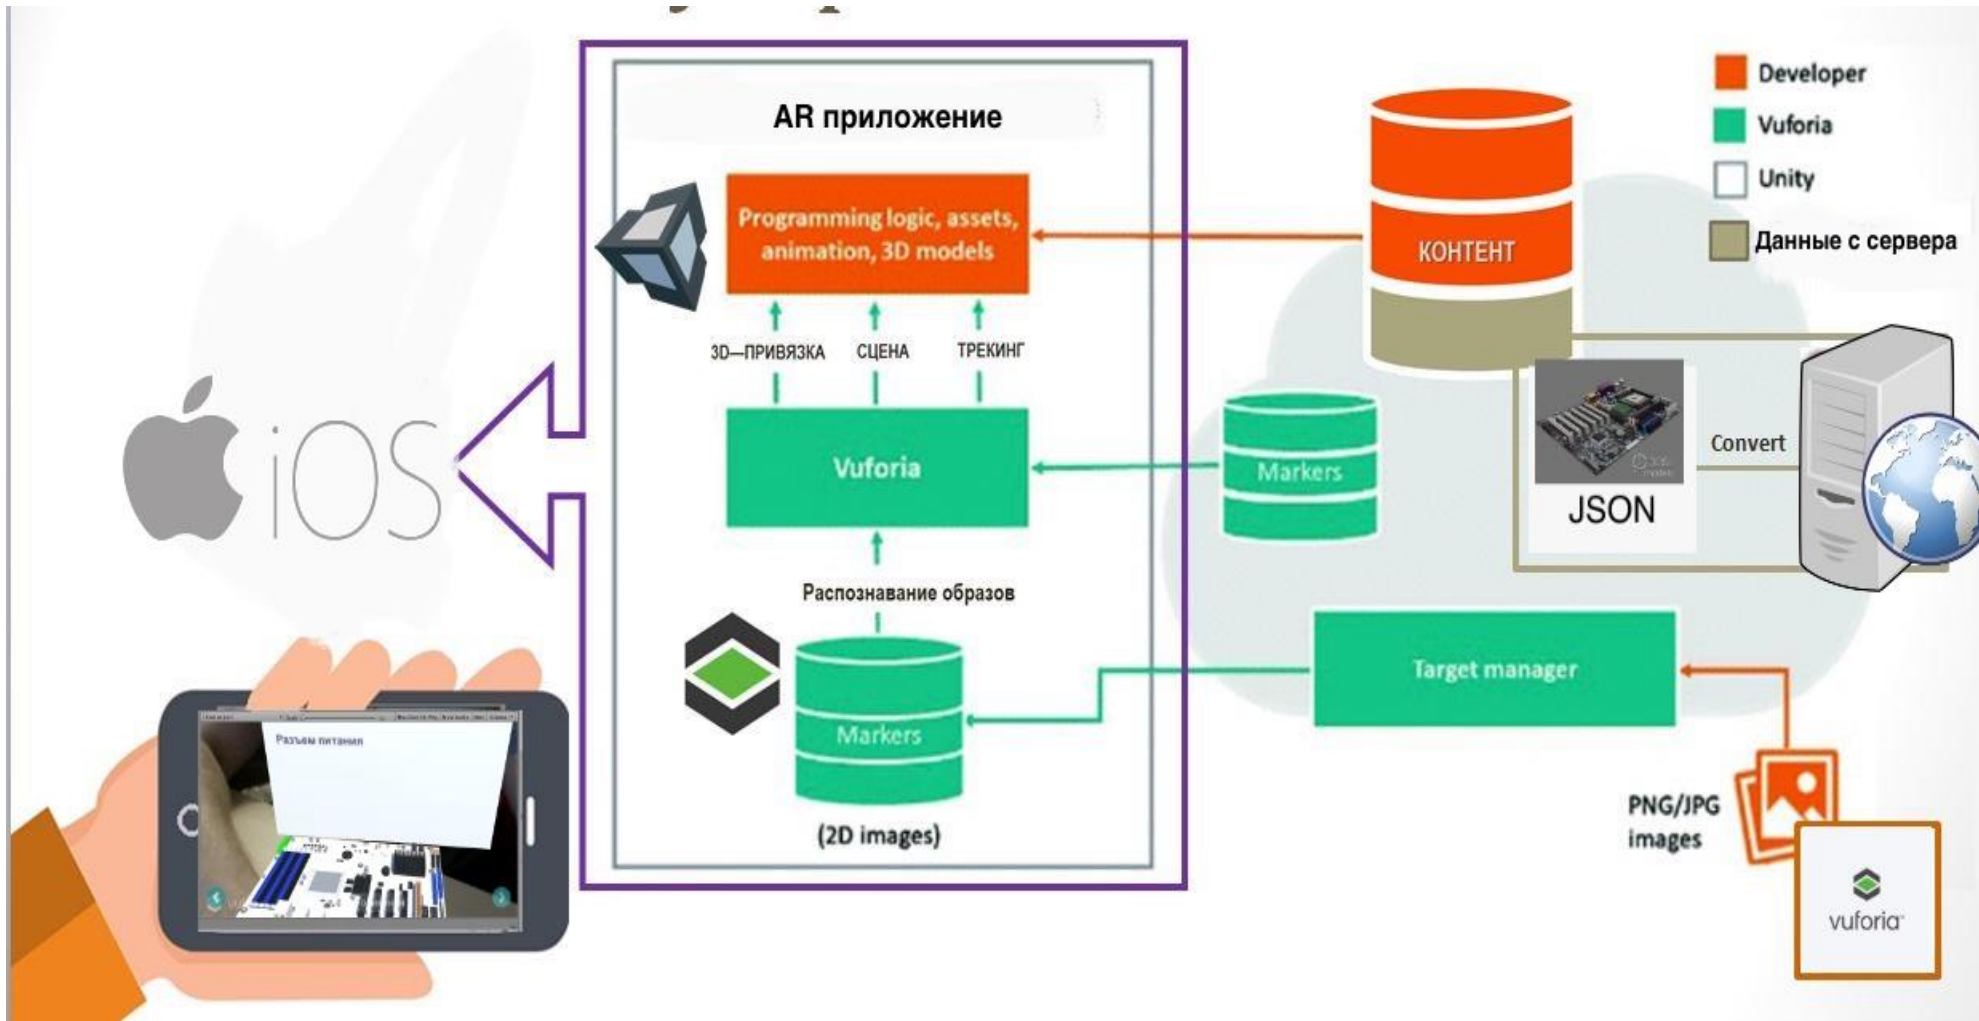 AR приложение
Developer
Vuforia
Unity
Данные с сервера
Programming logic, assets,
animation, 3D models
КОНТЕНТ
3D—ПРИВЯЗКА
СЦЕНА
ТРЕКИНГ
iOS
Vuforia
Markers
Convert
JSON
Распознавание образов
Target manager
Markers
(2D images)
PNG/JPG
images
Разъем питания
vuforia